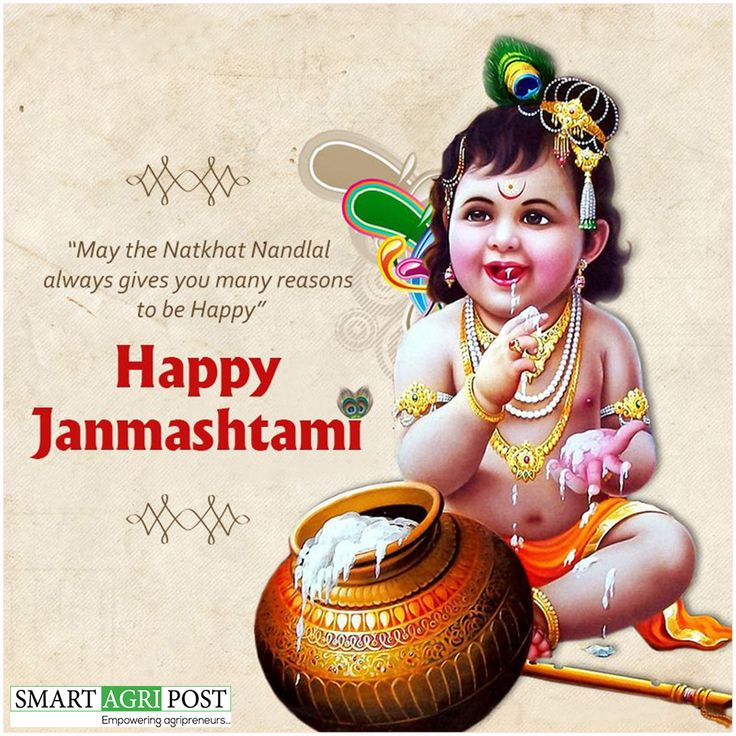 “May the Natkhat Nandlal
always gives you many reasons
to be Happy”
Happy
Janmashtami
SMART AGRI POST
Empowering agripreneurs...